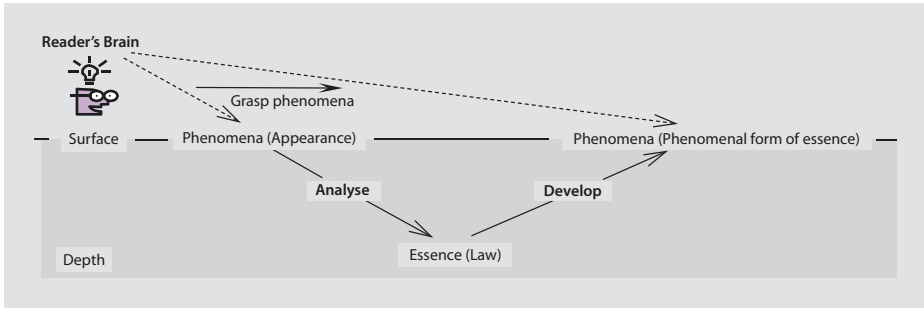 Reader's Brain
Grasp phenomena
Surface
Phenomena (Appearance)
Phenomena (Phenomenal form of essence)
Analyse
Develop
Essence (Law)
Depth